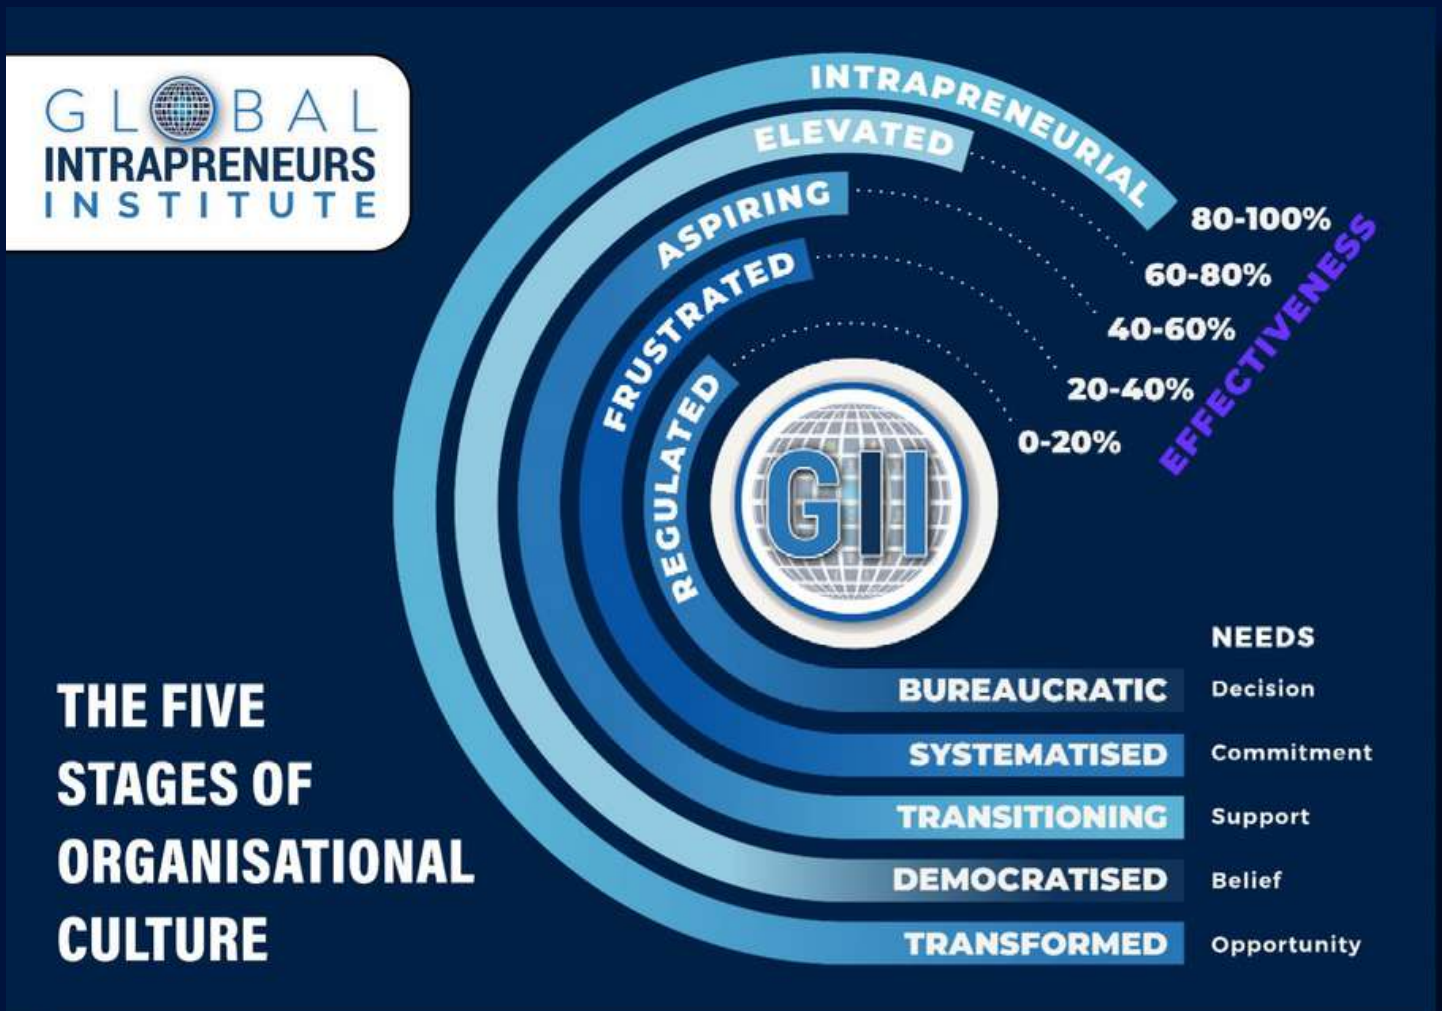 GLOBAL
INTRAPRENEURS
INSTITUTE
INTRAPRENEURIAL
ELEVATED
ASPIRING
FRUSTRATED
REGULATED
80-100%
60-80%
40-60%
20-40%
0-20%
EFFECTIVENESS
GII
THE FIVE
STAGES OF
ORGANISATIONAL
CULTURE
NEEDS
BUREAUCRATIC Decision
SYSTEMATISED Commitment
TRANSITIONING Support
DEMOCRATISED Belief
TRANSFORMED Opportunity